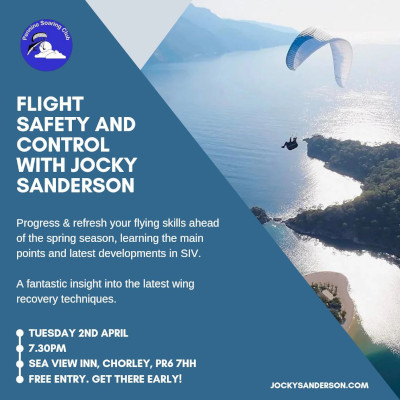 Pennine Soaring Club
FLIGHT
SAFETY AND
CONTROL
WITH JOCKY
SANDERSON
Progress & refresh your flying skills ahead
of the spring season, learning the main
points and latest developments in SIV.
A fantastic insight into the latest wing
recovery techniques.
TUESDAY 2ND APRIL
7.30PM
SEA VIEW INN, CHORLEY, PR6 7HH
FREE ENTRY. GET THERE EARLY!
JOCKYSANDERSON.COM